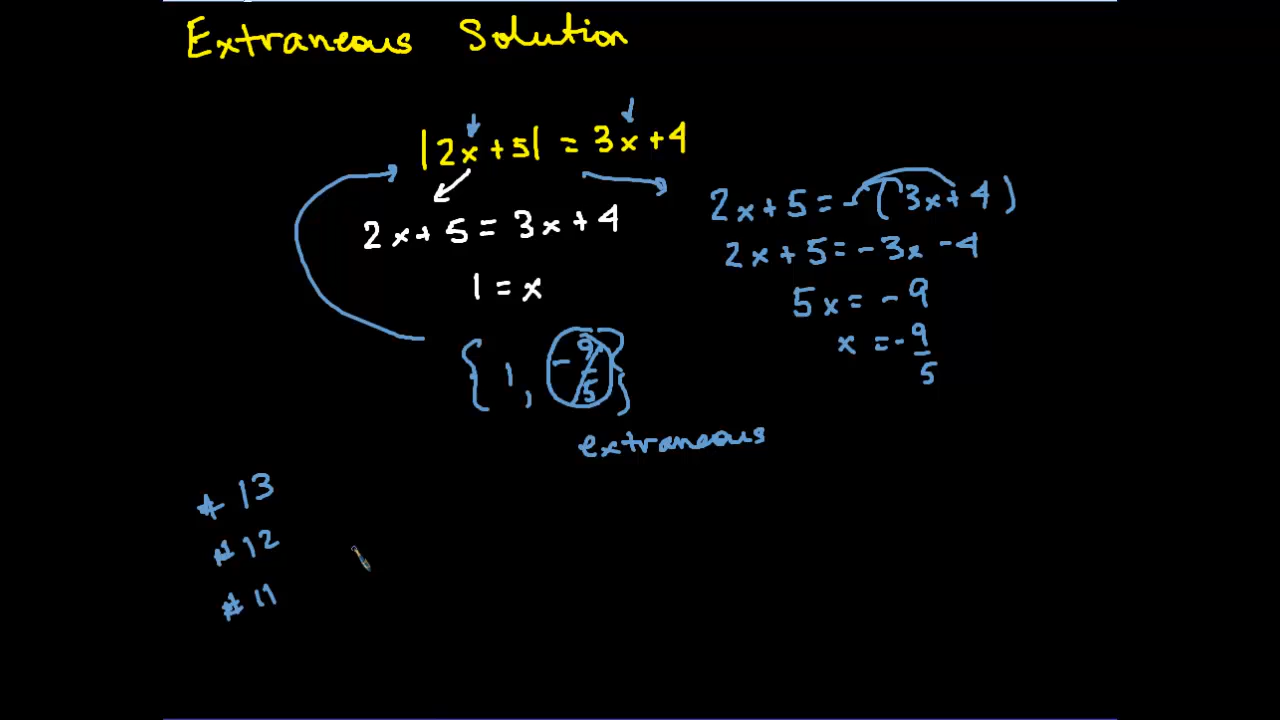 Extraneous Solution
|2x+5| = 3x+4
2x+5 = 3x+4
1 = x
2x+5 = -(3x+4)
2x+5 = -3x-4
5x = -9
x = -9/5
{1, -9/5}
extraneous
# 13
# 12
# 11